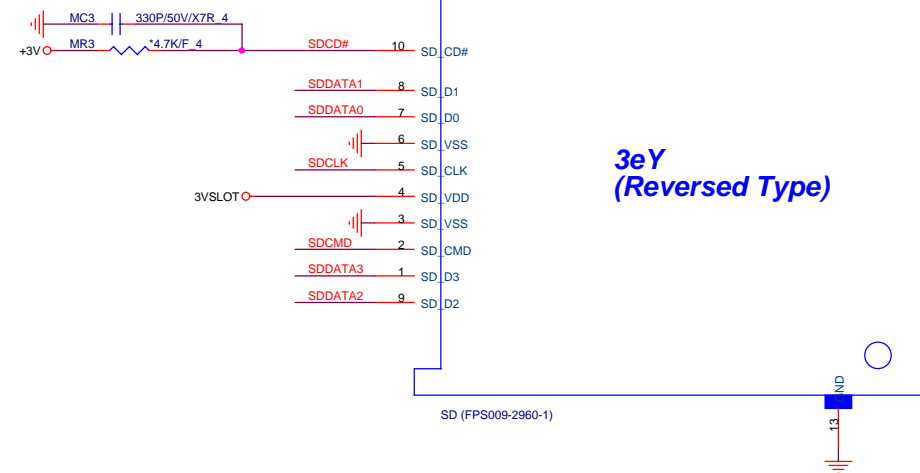 MC3 330P/50V/X7R_4
+3V MR3 *4.7K/F_4 SDCD# 10 SD_CD#
SDDATA1 8 SD_D1
SDDATA0 7 SD_D0
6 SD_VSS
SDCLK 5 SD_CLK
3VSLOT 4 SD_VDD
3 SD_VSS
SDCMD 2 SD_CMD
SDDATA3 1 SD_D3
SDDATA2 9 SD_D2
3eY
(Reversed Type)
SD (FPS009-2960-1)
GND
13